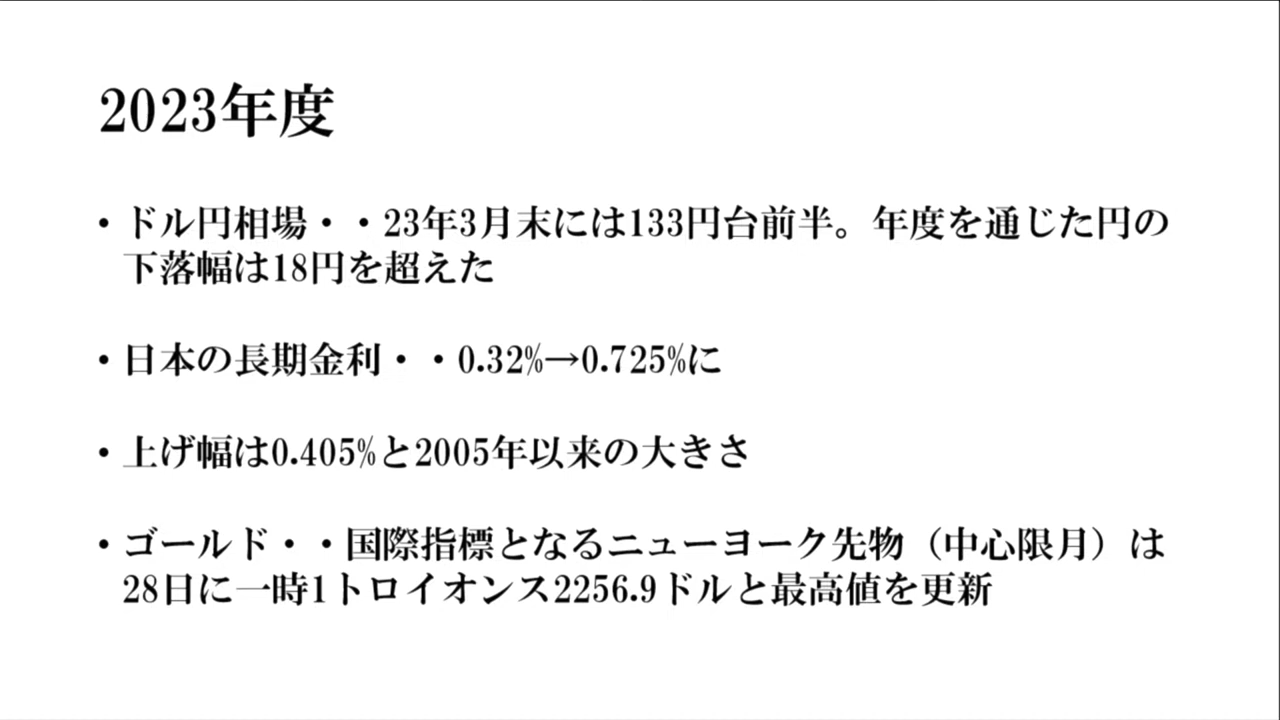 2023年度
・ドル円相場・・23年3月末には133円台前半。年度を通じた円の
下落幅は18円を超えた
・日本の長期金利・・0.32%→0.725%に
・上げ幅は0.405%と2005年以来の大きさ
・ゴールド・・国際指標となるニューヨーク先物（中心限月）は
28日に一時1トロイオンス2256.9ドルと最高値を更新